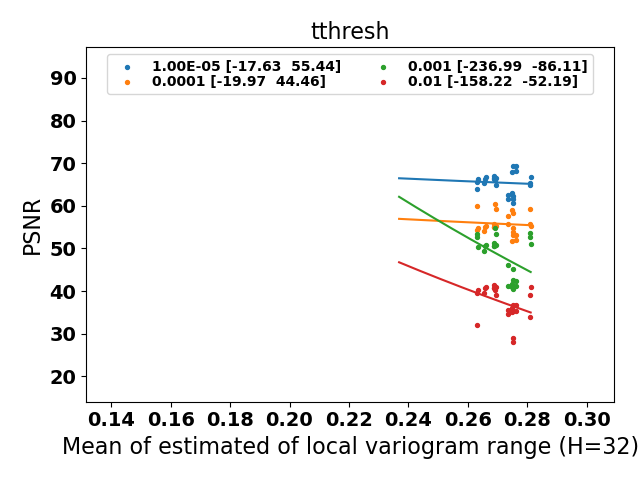 tthresh
1.00E-05 [-17.63  55.44]
0.0001 [-19.97  44.46]
0.001 [-236.99  -86.11]
0.01 [-158.22  -52.19]
PSNR
90
80
70
60
50
40
30
20
0.14 0.16 0.18 0.20 0.22 0.24 0.26 0.28 0.30
Mean of estimated of local variogram range (H=32)